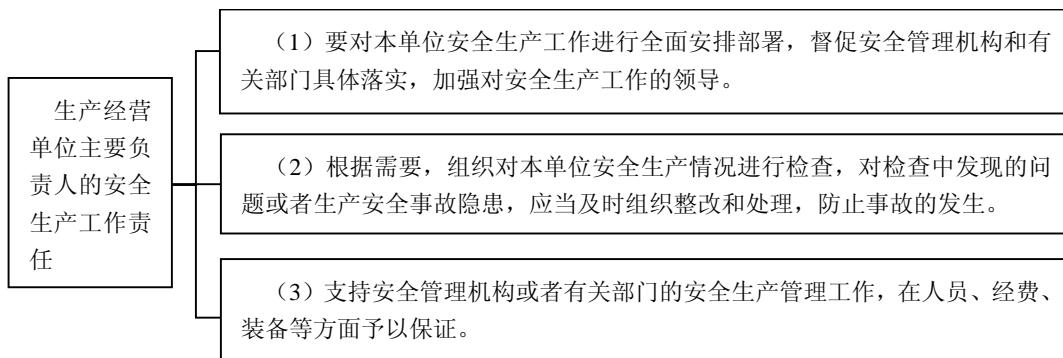 生产经营
单位主要负
责人的安全
生产工作责
任
（1）要对本单位安全生产工作进行全面安排部署，督促安全管理机构和有
关部门具体落实，加强对安全生产工作的领导。
（2）根据需要，组织对本单位安全生产情况进行检查，对检查中发现的问
题或者生产安全事故隐患，应当及时组织整改和处理，防止事故的发生。
（3）支持安全管理机构或者有关部门的安全生产管理工作，在人员、经费、
装备等方面予以保证。